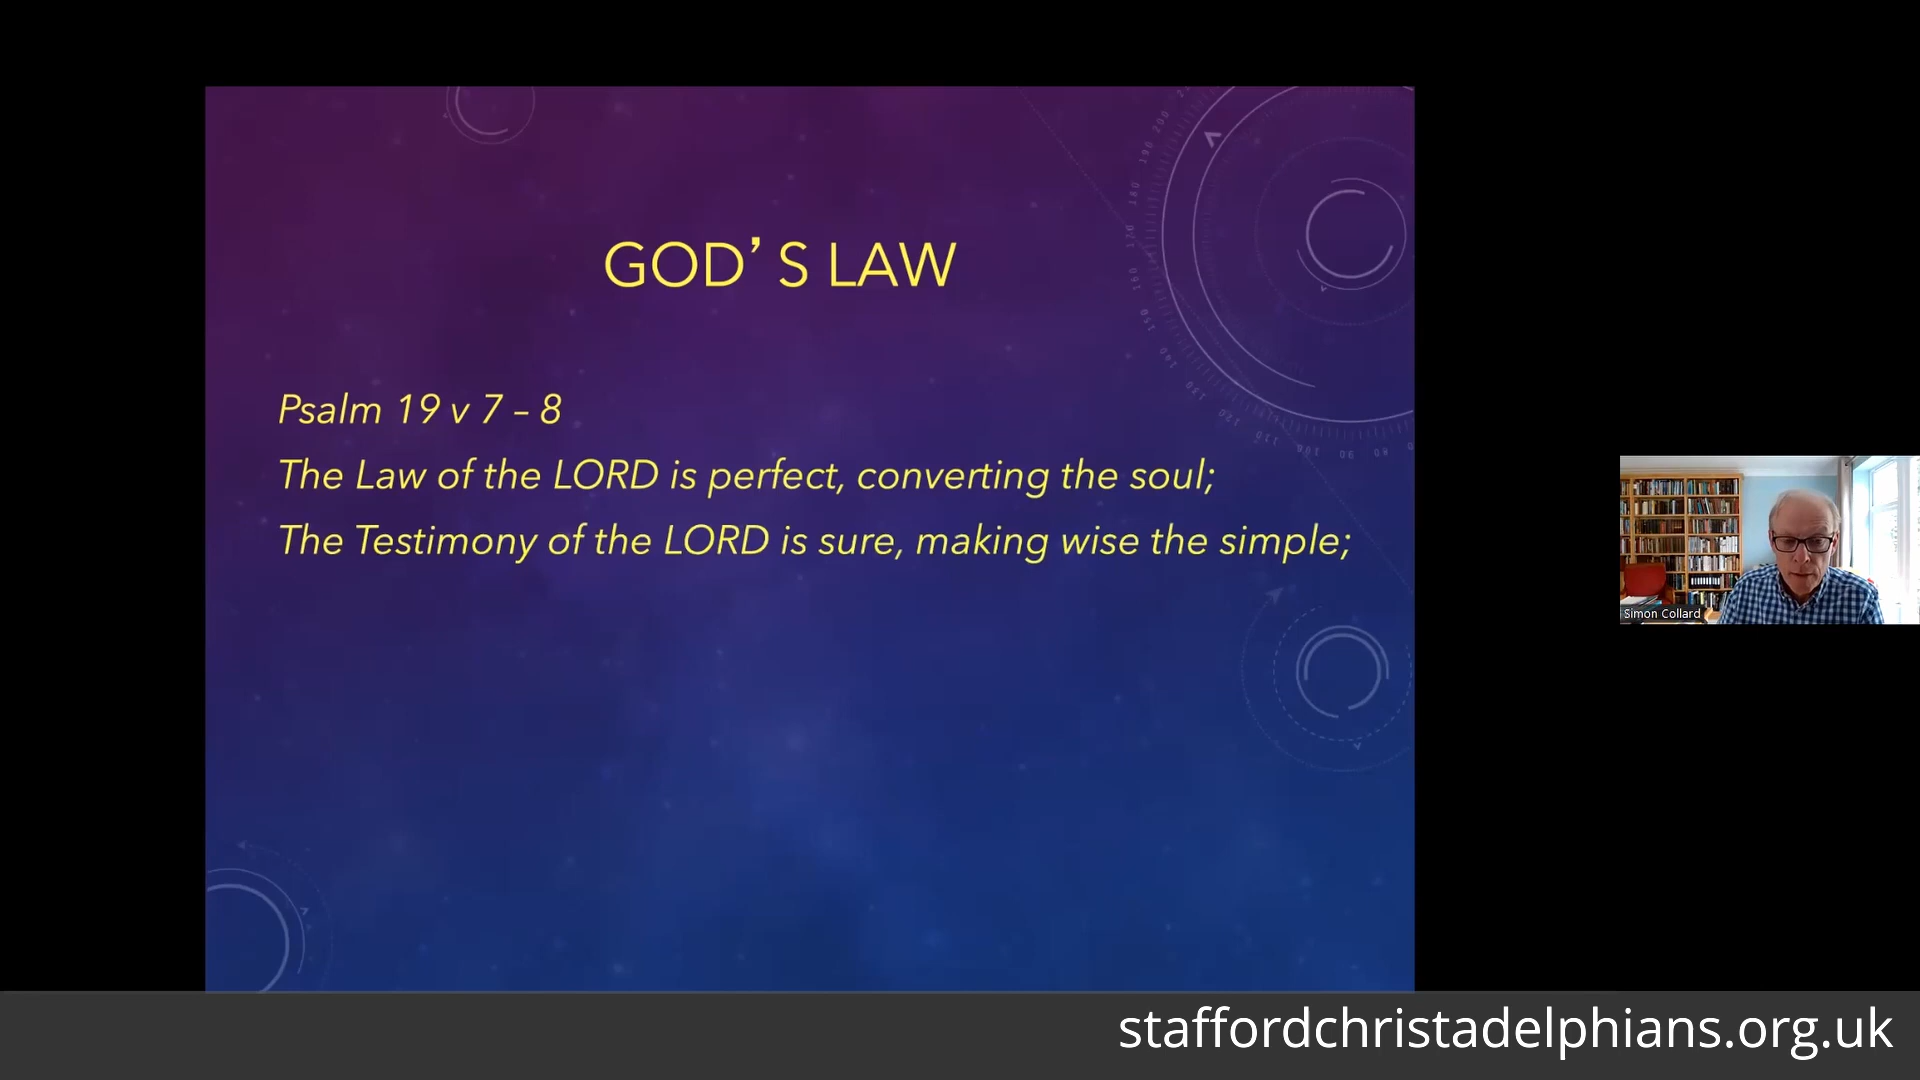 GOD’S LAW
Psalm 19 v 7 – 8
The Law of the LORD is perfect, converting the soul;
The Testimony of the LORD is sure, making wise the simple;
Simon Collard
staffordchristadelphians.org.uk